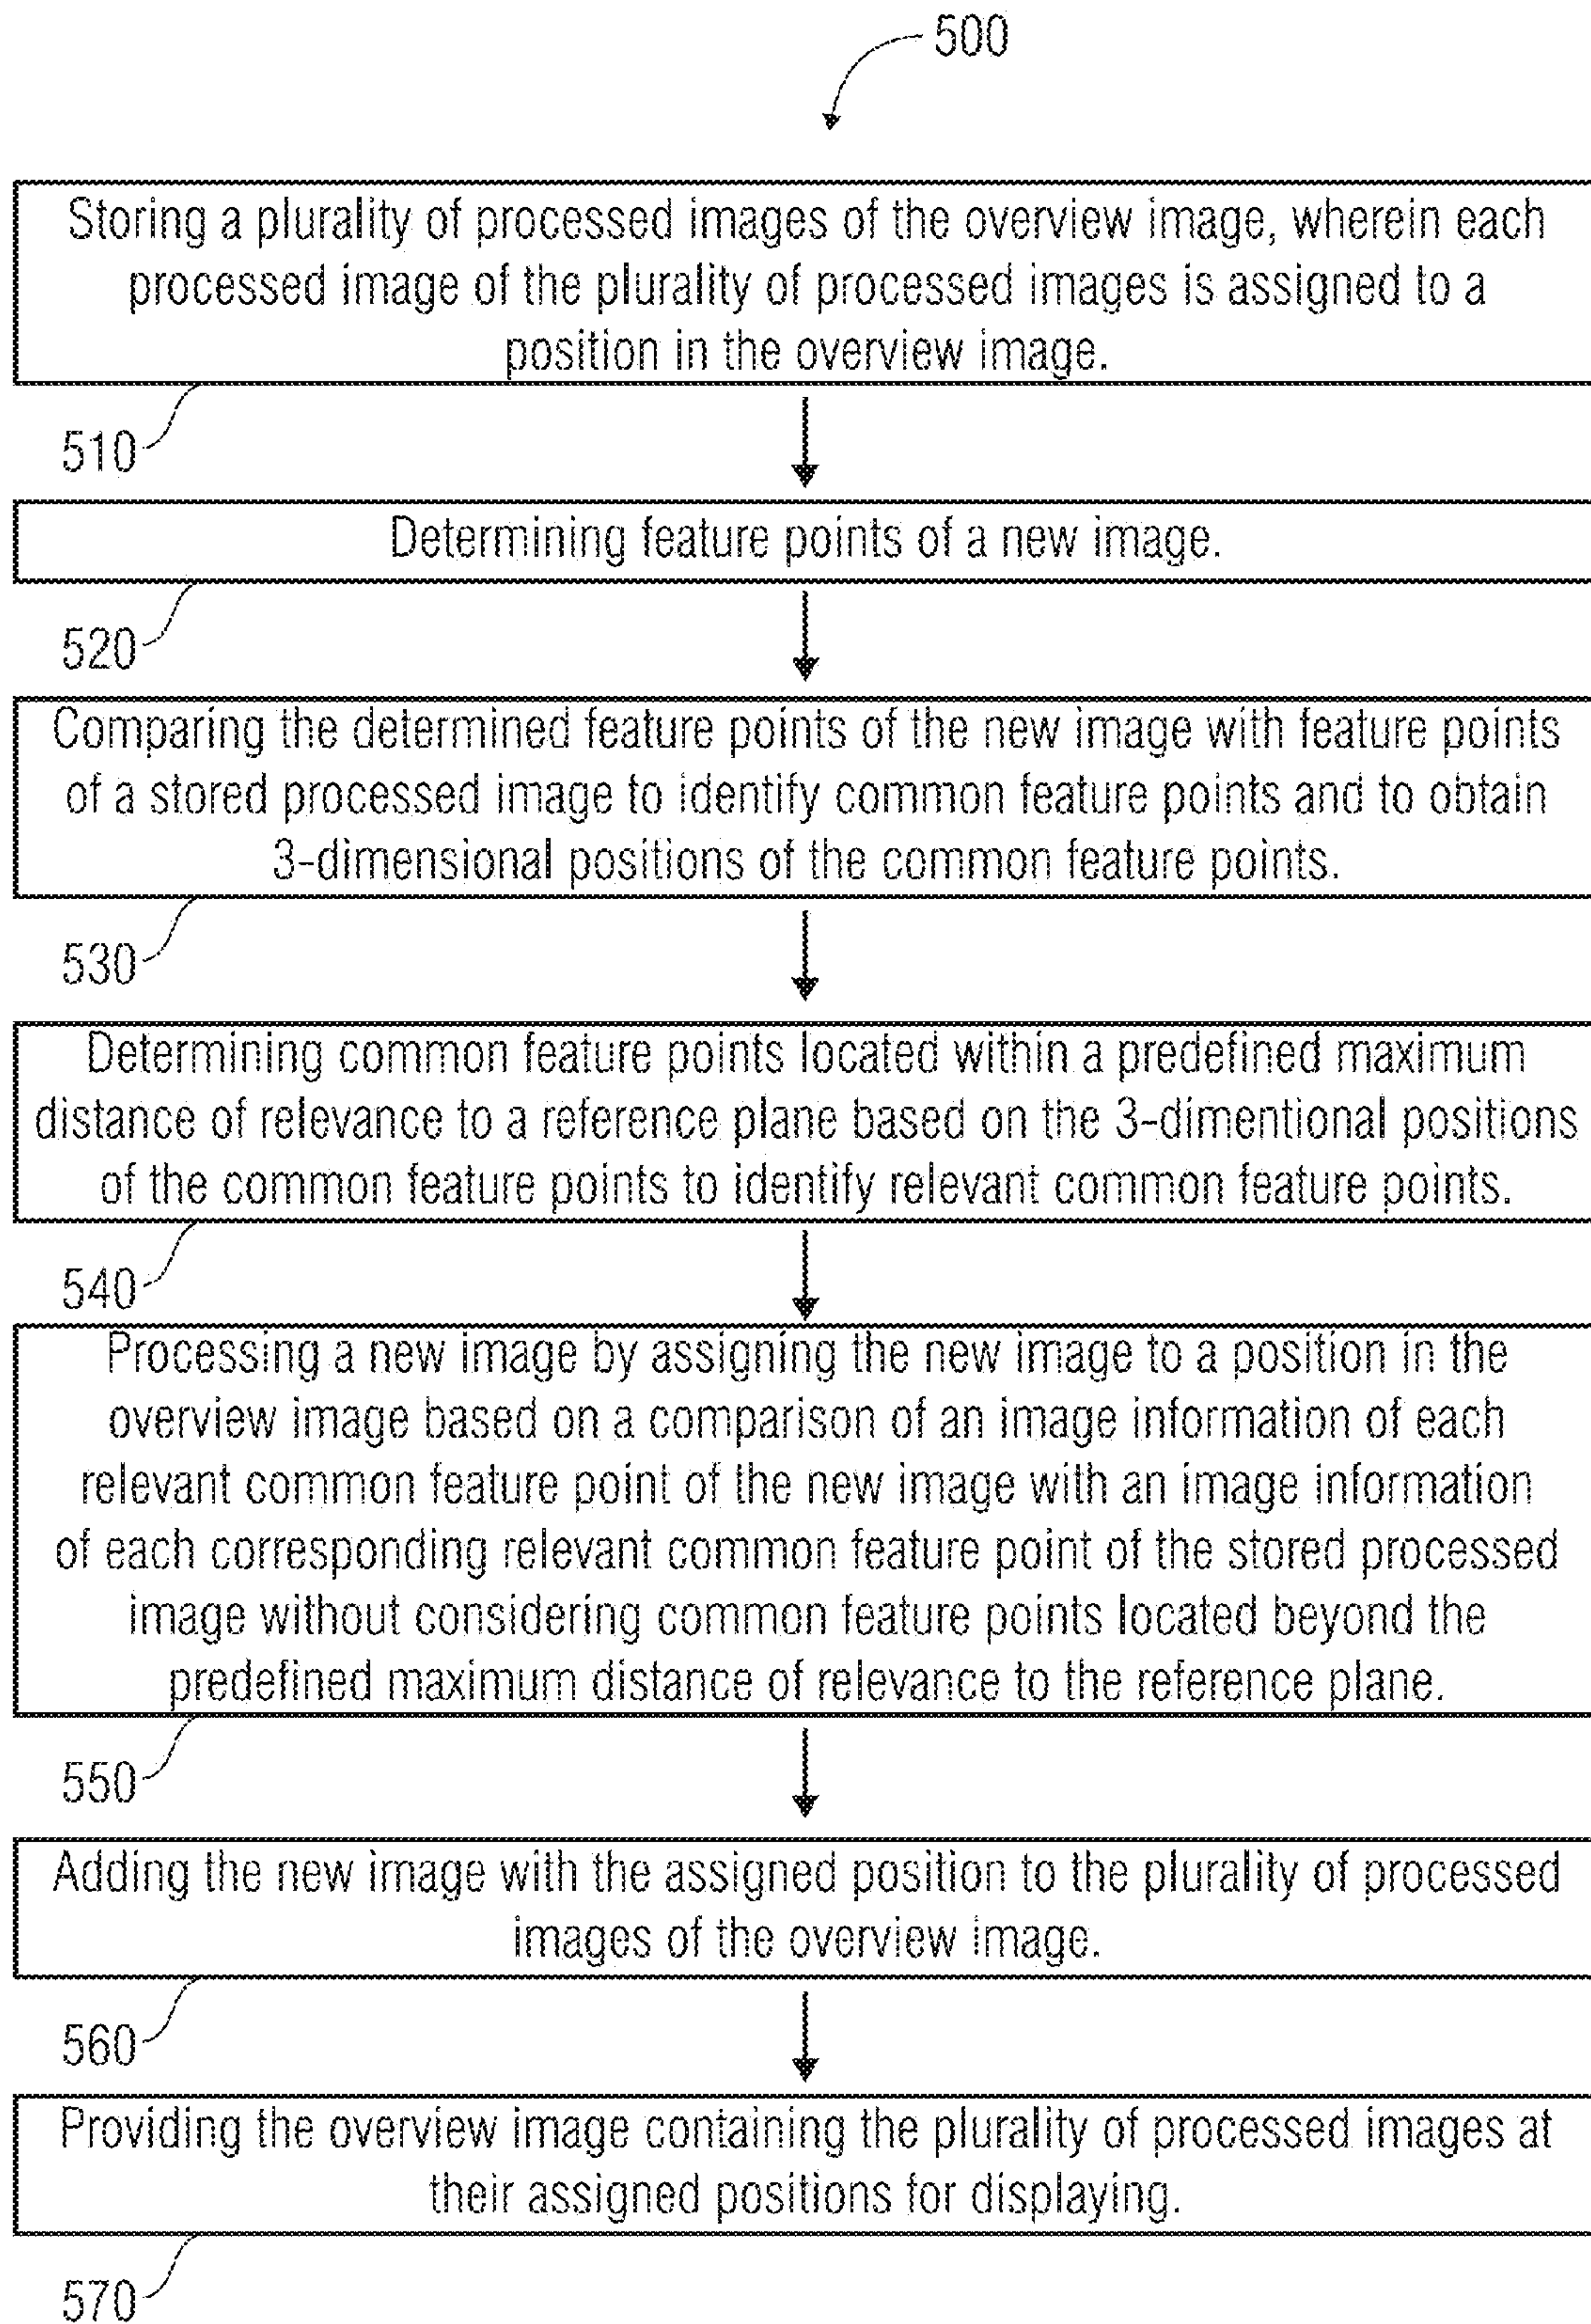 500
Storing a plurality of processed images of the overview image, wherein each
processed image of the plurality of processed images is assigned to a
position in the overview image.
510
Determining feature points of a new image.
520
Comparing the determined feature points of the new image with feature points
of a stored processed image to identify common feature points and to obtain
3-dimensional positions of the common feature points.
530
Determining common feature points located within a predefined maximum
distance of relevance to a reference plane based on the 3-dimentional positions
of the common feature points to identify relevant common feature points.
540
Processing a new image by assigning the new image to a position in the
overview image based on a comparison of an image information of each
relevant common feature point of the new image with an image information
of each corresponding relevant common feature point of the stored processed
image without considering common feature points located beyond the
predefined maximum distance of relevance to the reference plane.
550
Adding the new image with the assigned position to the plurality of processed
images of the overview image.
560
Providing the overview image containing the plurality of processed images at
their assigned positions for displaying.
570